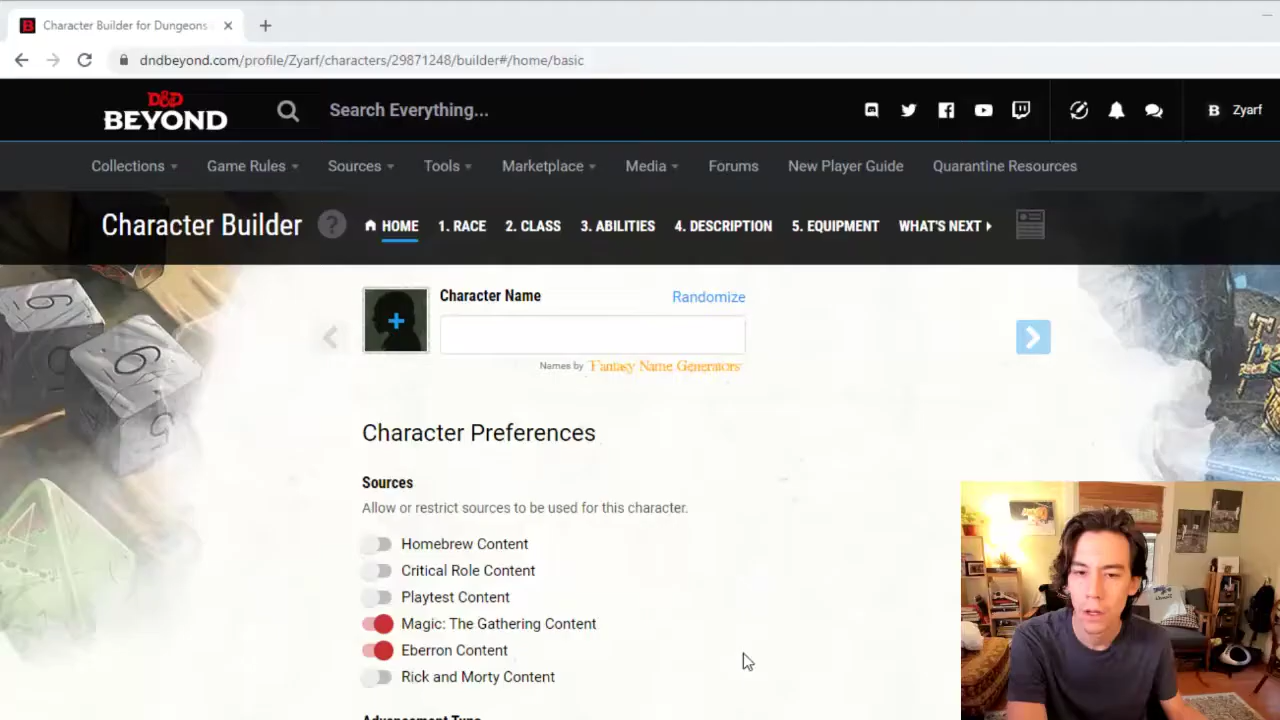 Character Builder for Dungeons
dndbeyond.com/profile/Zyarf/characters/29871248/builder#/home/basic
D&D
BEYOND
Search Everything...
B Zyarf
Collections Game Rules Sources Tools Marketplace Media Forums New Player Guide Quarantine Resources
Character Builder ? HOME 1. RACE 2. CLASS 3. ABILITIES 4. DESCRIPTION 5. EQUIPMENT WHAT'S NEXT
Character Name Randomize
Names by Fantasy Name Generators
Character Preferences
Sources
Allow or restrict sources to be used for this character.
Homebrew Content
Critical Role Content
Playtest Content
Magic: The Gathering Content
Eberron Content
Rick and Morty Content
Advancement Type